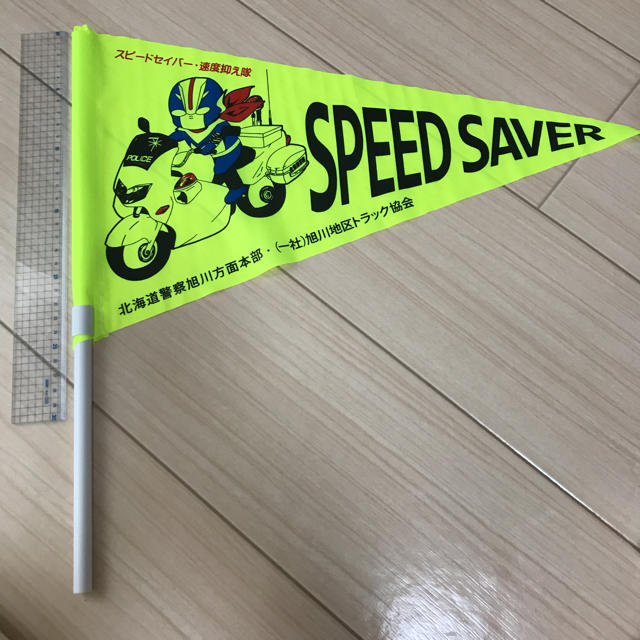 スピードセイバー・速度抑え隊
POLICE
SPEED SAVER
北海道警察旭川方面本部・(一社)旭川地区トラック協会